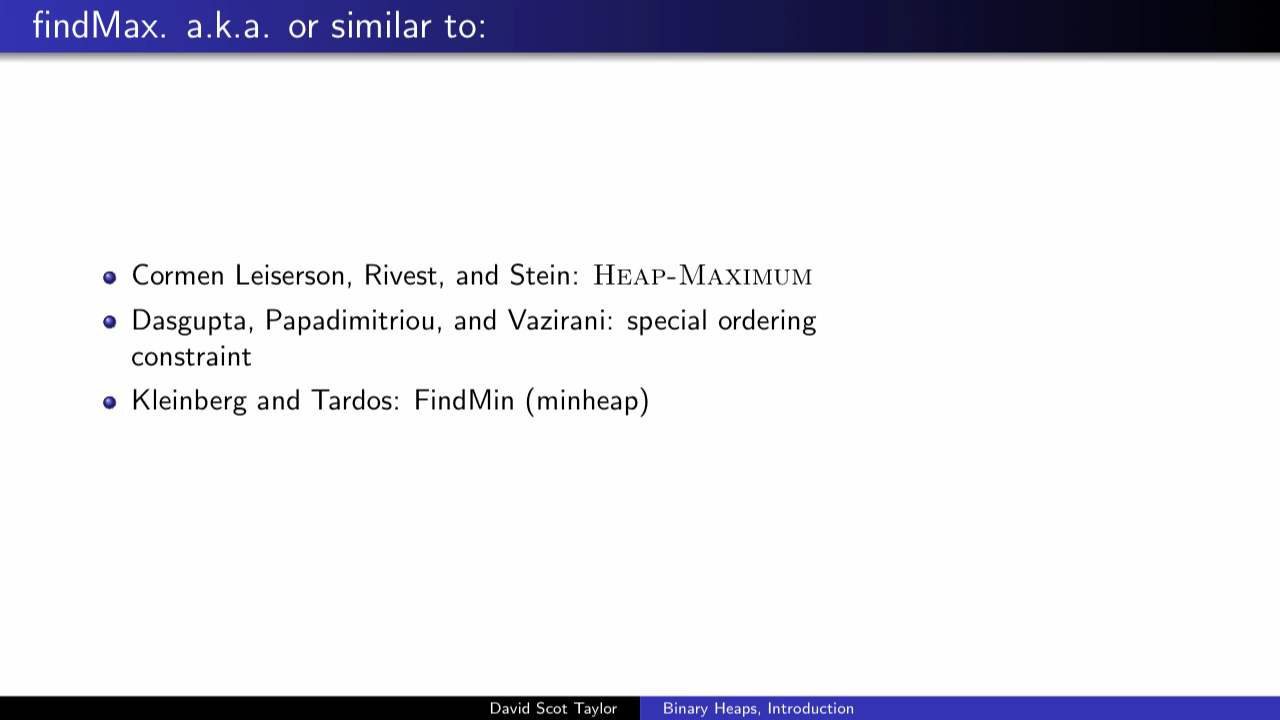 findMax. a.k.a. or similar to:
Cormen Leiserson, Rivest, and Stein: Heap-Maximum
Dasgupta, Papadimitriou, and Vazirani: special ordering
constraint
Kleinberg and Tardos: FindMin (minheap)
David Scot Taylor
Binary Heaps, Introduction